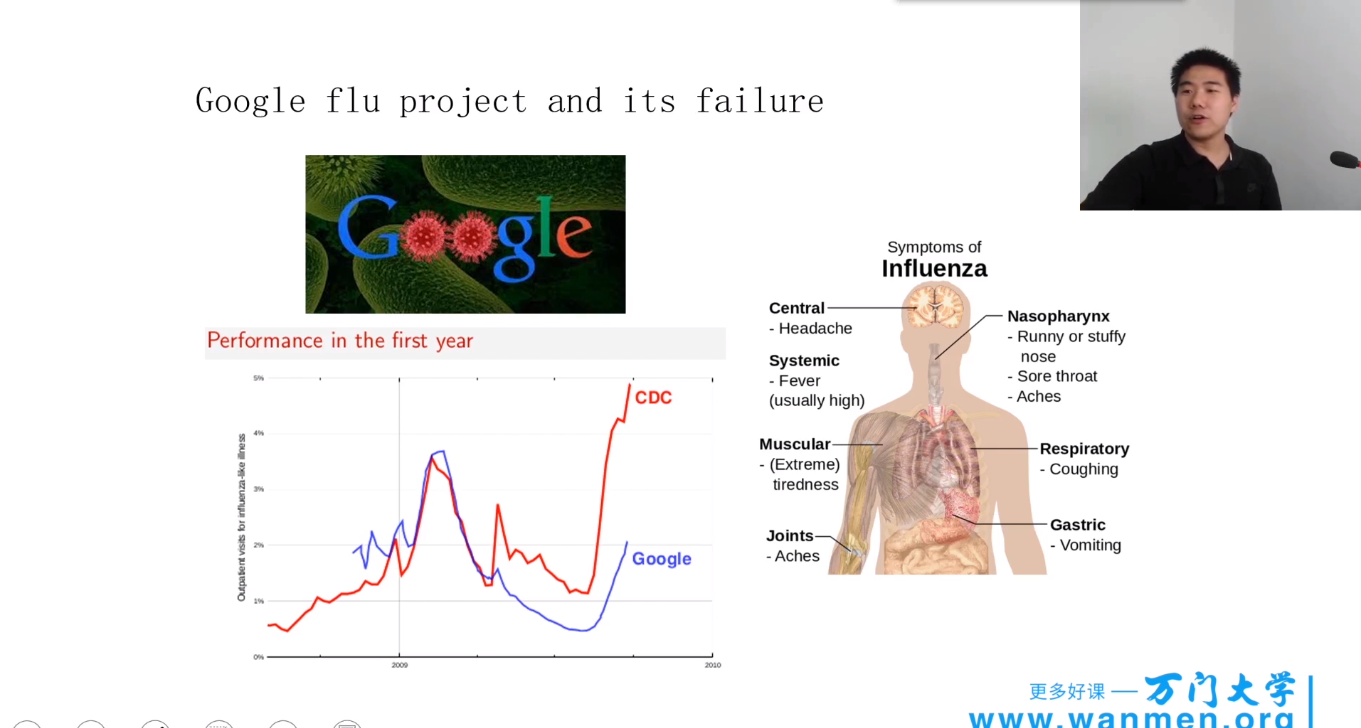 Google flu project and its failure
Google
Performance in the first year
5%
4%
3%
2%
1%
0%
Outpatient visits for influenza-like illness
CDC
Google
2009
2010
Symptoms of
Influenza
Central
- Headache
Systemic
- Fever
(usually high)
Muscular
- (Extreme)
tiredness
Joints
- Aches
Nasopharynx
- Runny or stuffy
nose
- Sore throat
- Aches
Respiratory
- Coughing
Gastric
- Vomiting
更多好课 — 万门大学
www.wanmen.org